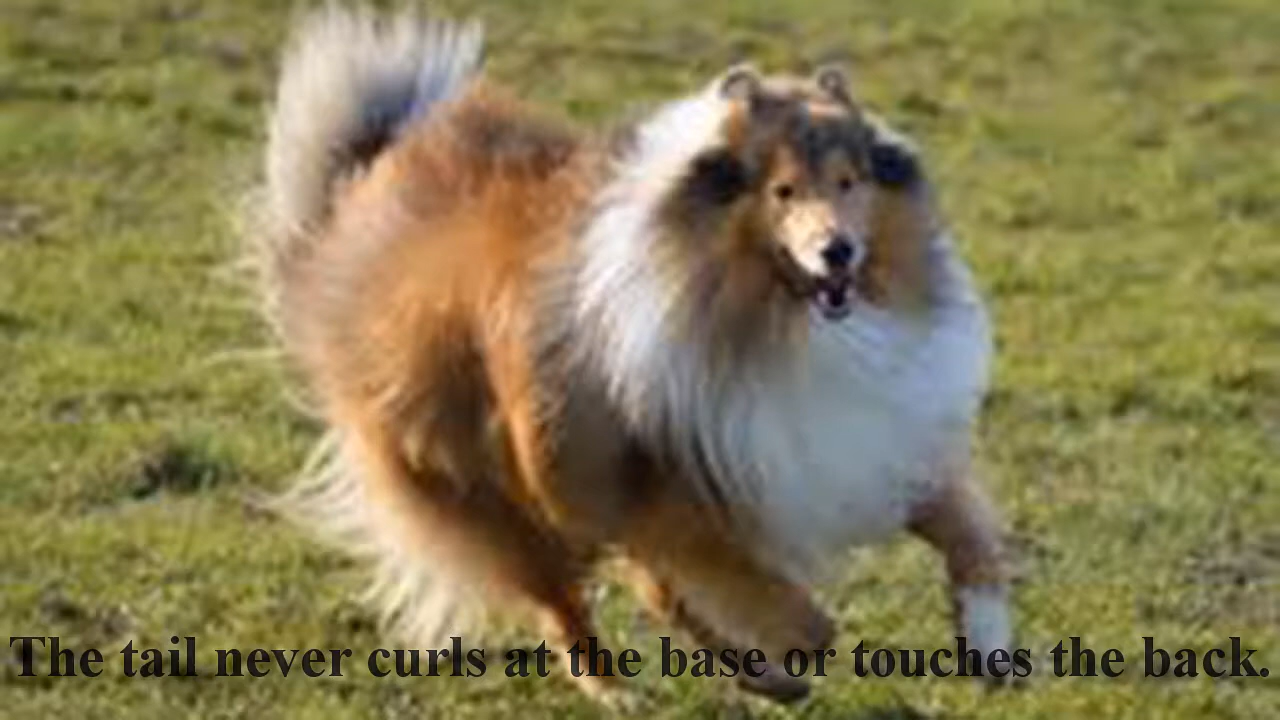 The tail never curls at the base or touches the back.